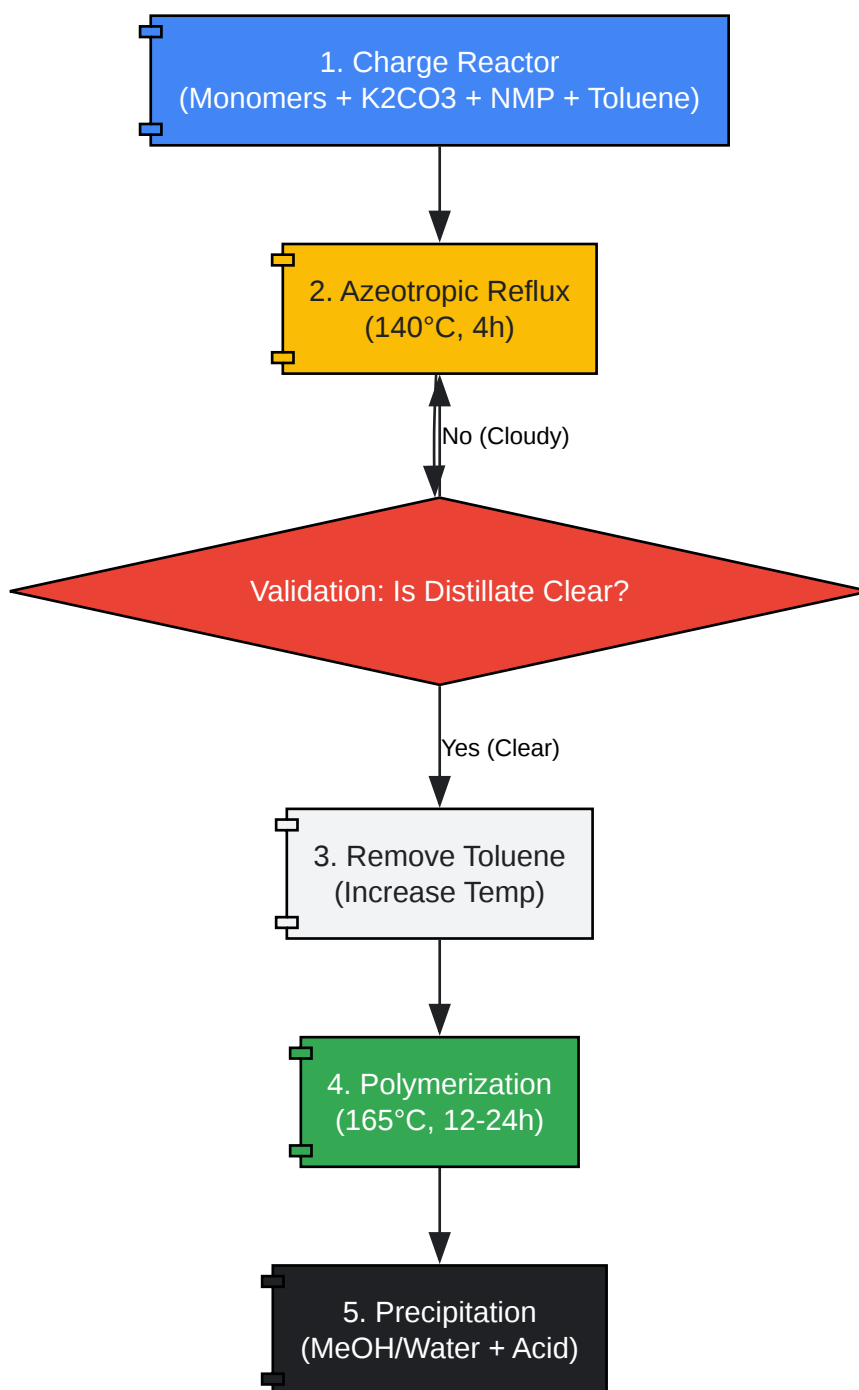 1. Charge Reactor
(Monomers + K2CO3 + NMP + Toluene)
2. Azeotropic Reflux
(140°C, 4h)
No (Cloudy)
Validation: Is Distillate Clear?
Yes (Clear)
3. Remove Toluene
(Increase Temp)
4. Polymerization
(165°C, 12-24h)
5. Precipitation
(MeOH/Water + Acid)